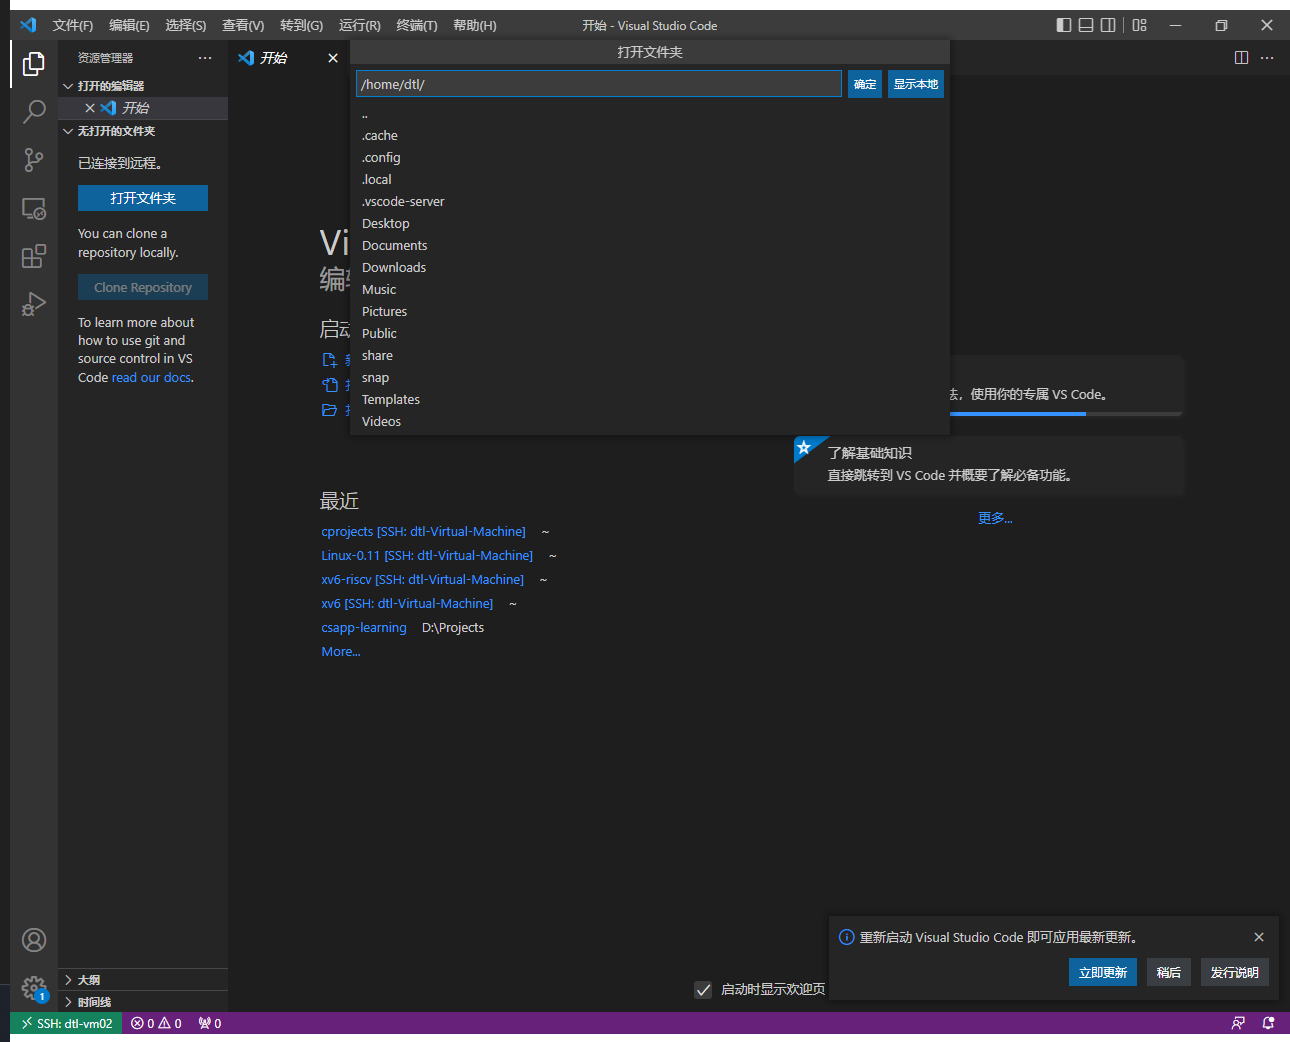 文件(F) 编辑(E) 选择(S) 查看(V) 转到(G) 运行(R) 终端(T) 帮助(H) 开始 - Visual Studio Code
资源管理器
打开的编辑器
开始
无打开的文件夹
已连接到远程。
打开文件夹
You can clone a
repository locally.
Clone Repository
To learn more about
how to use git and
source control in VS
Code read our docs.
大纲
时间线
开始
打开文件夹
/home/dtl/ 确定 显示本地
..
.cache
.config
.local
.vscode-server
Desktop
Documents
Downloads
Music
Pictures
Public
share
snap
Templates
Videos
Vi
启动
使用你的专属 VS Code。
了解基础知识
直接跳转到 VS Code 并概要了解必备功能。
更多...
最近
cprojects [SSH: dtl-Virtual-Machine] ~
Linux-0.11 [SSH: dtl-Virtual-Machine] ~
xv6-riscv [SSH: dtl-Virtual-Machine] ~
xv6 [SSH: dtl-Virtual-Machine] ~
csapp-learning D:\Projects
More...
启动时显示欢迎页
重新启动 Visual Studio Code 即可应用最新更新。
立即更新 稍后 发行说明
1
SSH: dtl-vm02 0 0 0